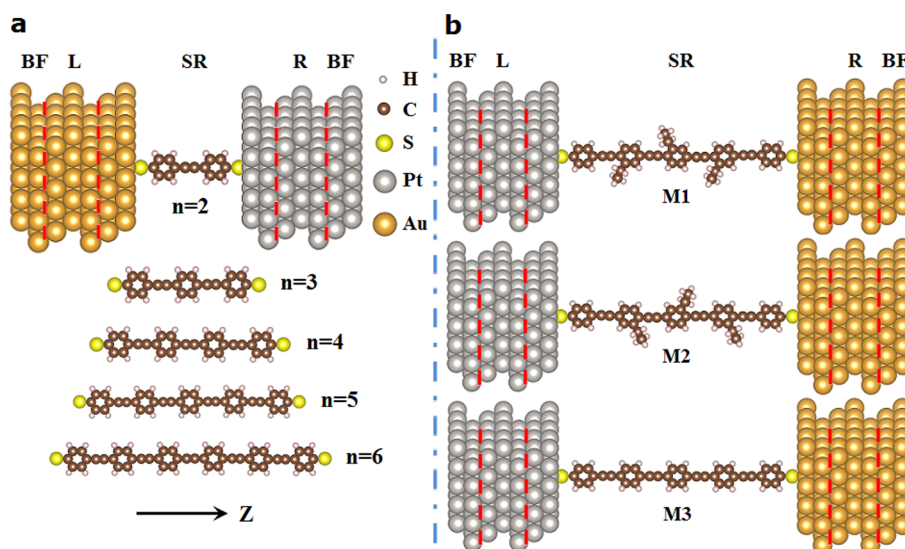 a
BF L SR R BF
H
C
S
Pt
Au
n=2
n=3
n=4
n=5
n=6
Z
b
BF L SR R BF
M1
M2
M3